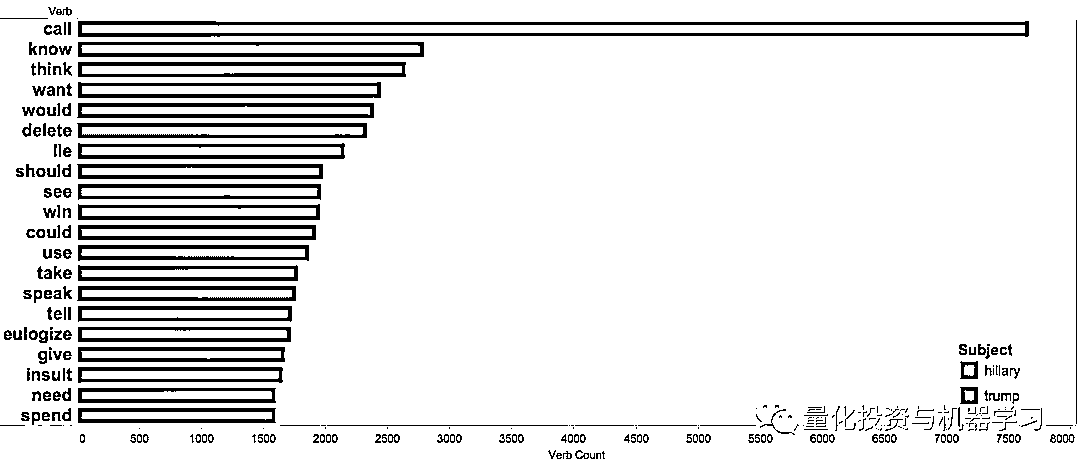 Verb
call
know
think
want
would
delete
lie
should
see
win
could
use
take
speak
tell
eulogize
give
insult
need
spend
Subject
hillary
trump
量化投资与机器学习
0 500 1000 1500 2000 2500 3000 3500 4000 4500 5000 5500 6000 6500 7000 7500 8000
Verb Count